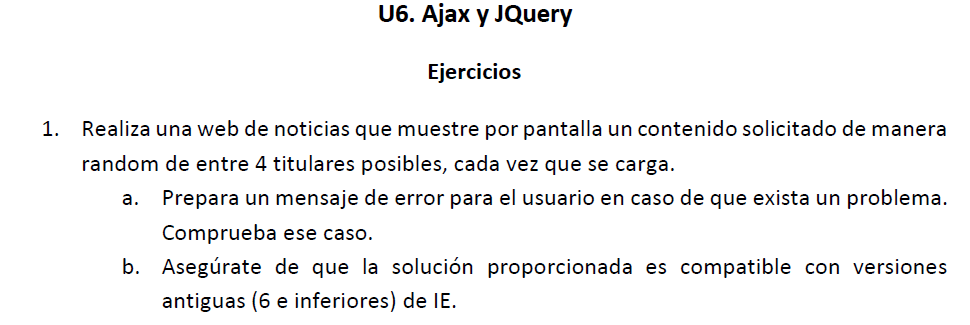 U6. Ajax y JQuery
Ejercicios
1. Realiza una web de noticias que muestre por pantalla un contenido solicitado de manera
random de entre 4 titulares posibles, cada vez que se carga.
a. Prepara un mensaje de error para el usuario en caso de que exista un problema.
Comprueba ese caso.
b. Asegúrate de que la solución proporcionada es compatible con versiones
antiguas (6 e inferiores) de IE.